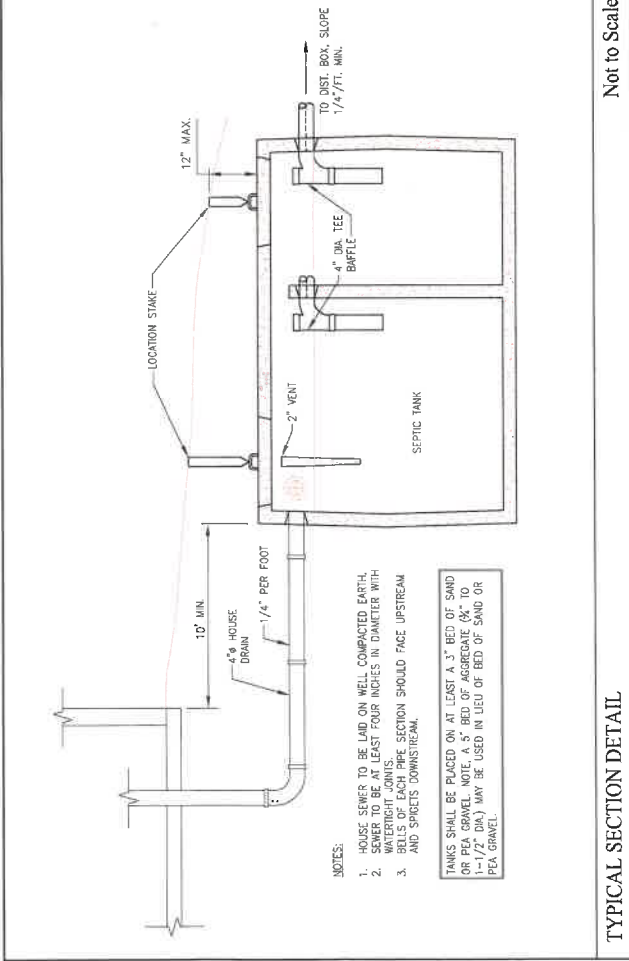 12" MAX.
LOCATION STAKE
TO DIST. BOX, SLOPE
1/4"/FT. MIN.
10' MIN.
4"ø HOUSE
DRAIN
1/4" PER FOOT
2" VENT
4" DIA. TEE
BAFFLE
SEPTIC TANK
NOTES:
1. HOUSE SEWER TO BE LAID ON WELL COMPACTED EARTH.
2. SEWER TO BE AT LEAST FOUR INCHES IN DIAMETER WITH
WATERTIGHT JOINTS.
3. BELLS OF EACH PIPE SECTION SHOULD FACE UPSTREAM
AND SPIGETS DOWNSTREAM.
TANKS SHALL BE PLACED ON AT LEAST A 3" BED OF SAND
OR PEA GRAVEL. NOTE, A 5" BED OF AGGREGATE (¾" TO
1-1/2" DIA.) MAY BE USED IN LIEU OF BED OF SAND OR
PEA GRAVEL.
TYPICAL SECTION DETAIL
Not to Scale